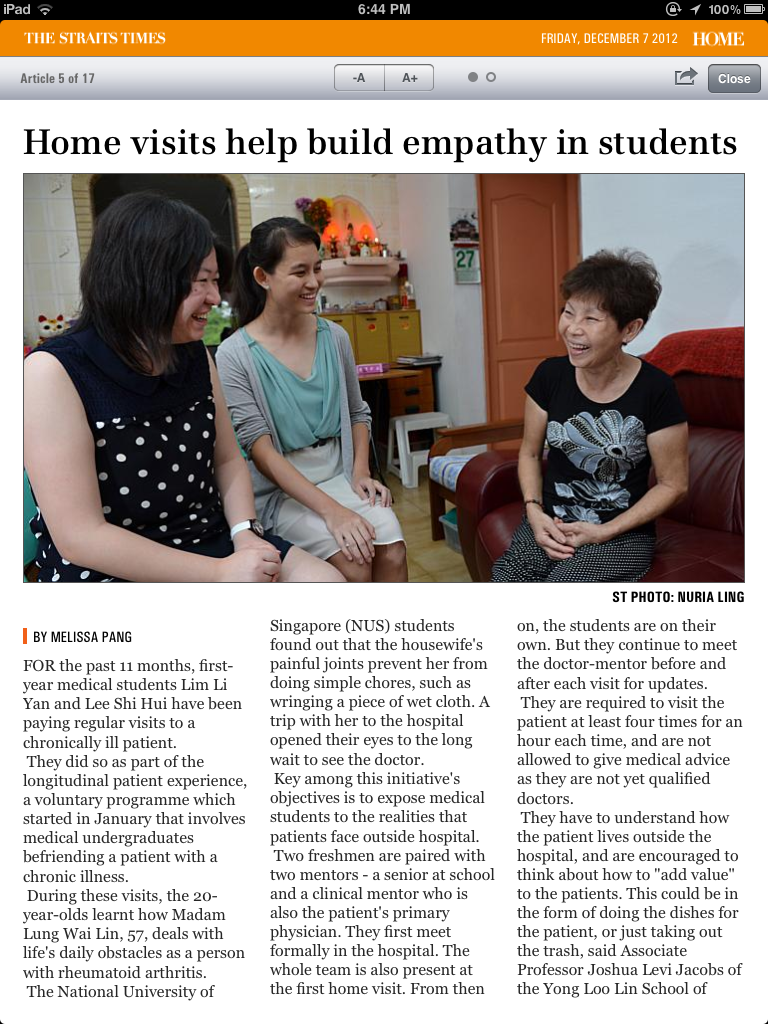 iPad 6:44 PM 100%
THE STRAITS TIMES FRIDAY, DECEMBER 7 2012 HOME
Article 5 of 17 -A A+ Close
Home visits help build empathy in students
27
ST PHOTO: NURIA LING
BY MELISSA PANG
FOR the past 11 months, first-
year medical students Lim Li
Yan and Lee Shi Hui have been
paying regular visits to a
chronically ill patient.
They did so as part of the
longitudinal patient experience,
a voluntary programme which
started in January that involves
medical undergraduates
befriending a patient with a
chronic illness.
During these visits, the 20-
year-olds learnt how Madam
Lung Wai Lin, 57, deals with
life's daily obstacles as a person
with rheumatoid arthritis.
The National University of
Singapore (NUS) students
found out that the housewife's
painful joints prevent her from
doing simple chores, such as
wringing a piece of wet cloth. A
trip with her to the hospital
opened their eyes to the long
wait to see the doctor.
Key among this initiative's
objectives is to expose medical
students to the realities that
patients face outside hospital.
Two freshmen are paired with
two mentors - a senior at school
and a clinical mentor who is
also the patient's primary
physician. They first meet
formally in the hospital. The
whole team is also present at
the first home visit. From then
on, the students are on their
own. But they continue to meet
the doctor-mentor before and
after each visit for updates.
They are required to visit the
patient at least four times for an
hour each time, and are not
allowed to give medical advice
as they are not yet qualified
doctors.
They have to understand how
the patient lives outside the
hospital, and are encouraged to
think about how to "add value"
to the patients. This could be in
the form of doing the dishes for
the patient, or just taking out
the trash, said Associate
Professor Joshua Levi Jacobs of
the Yong Loo Lin School of